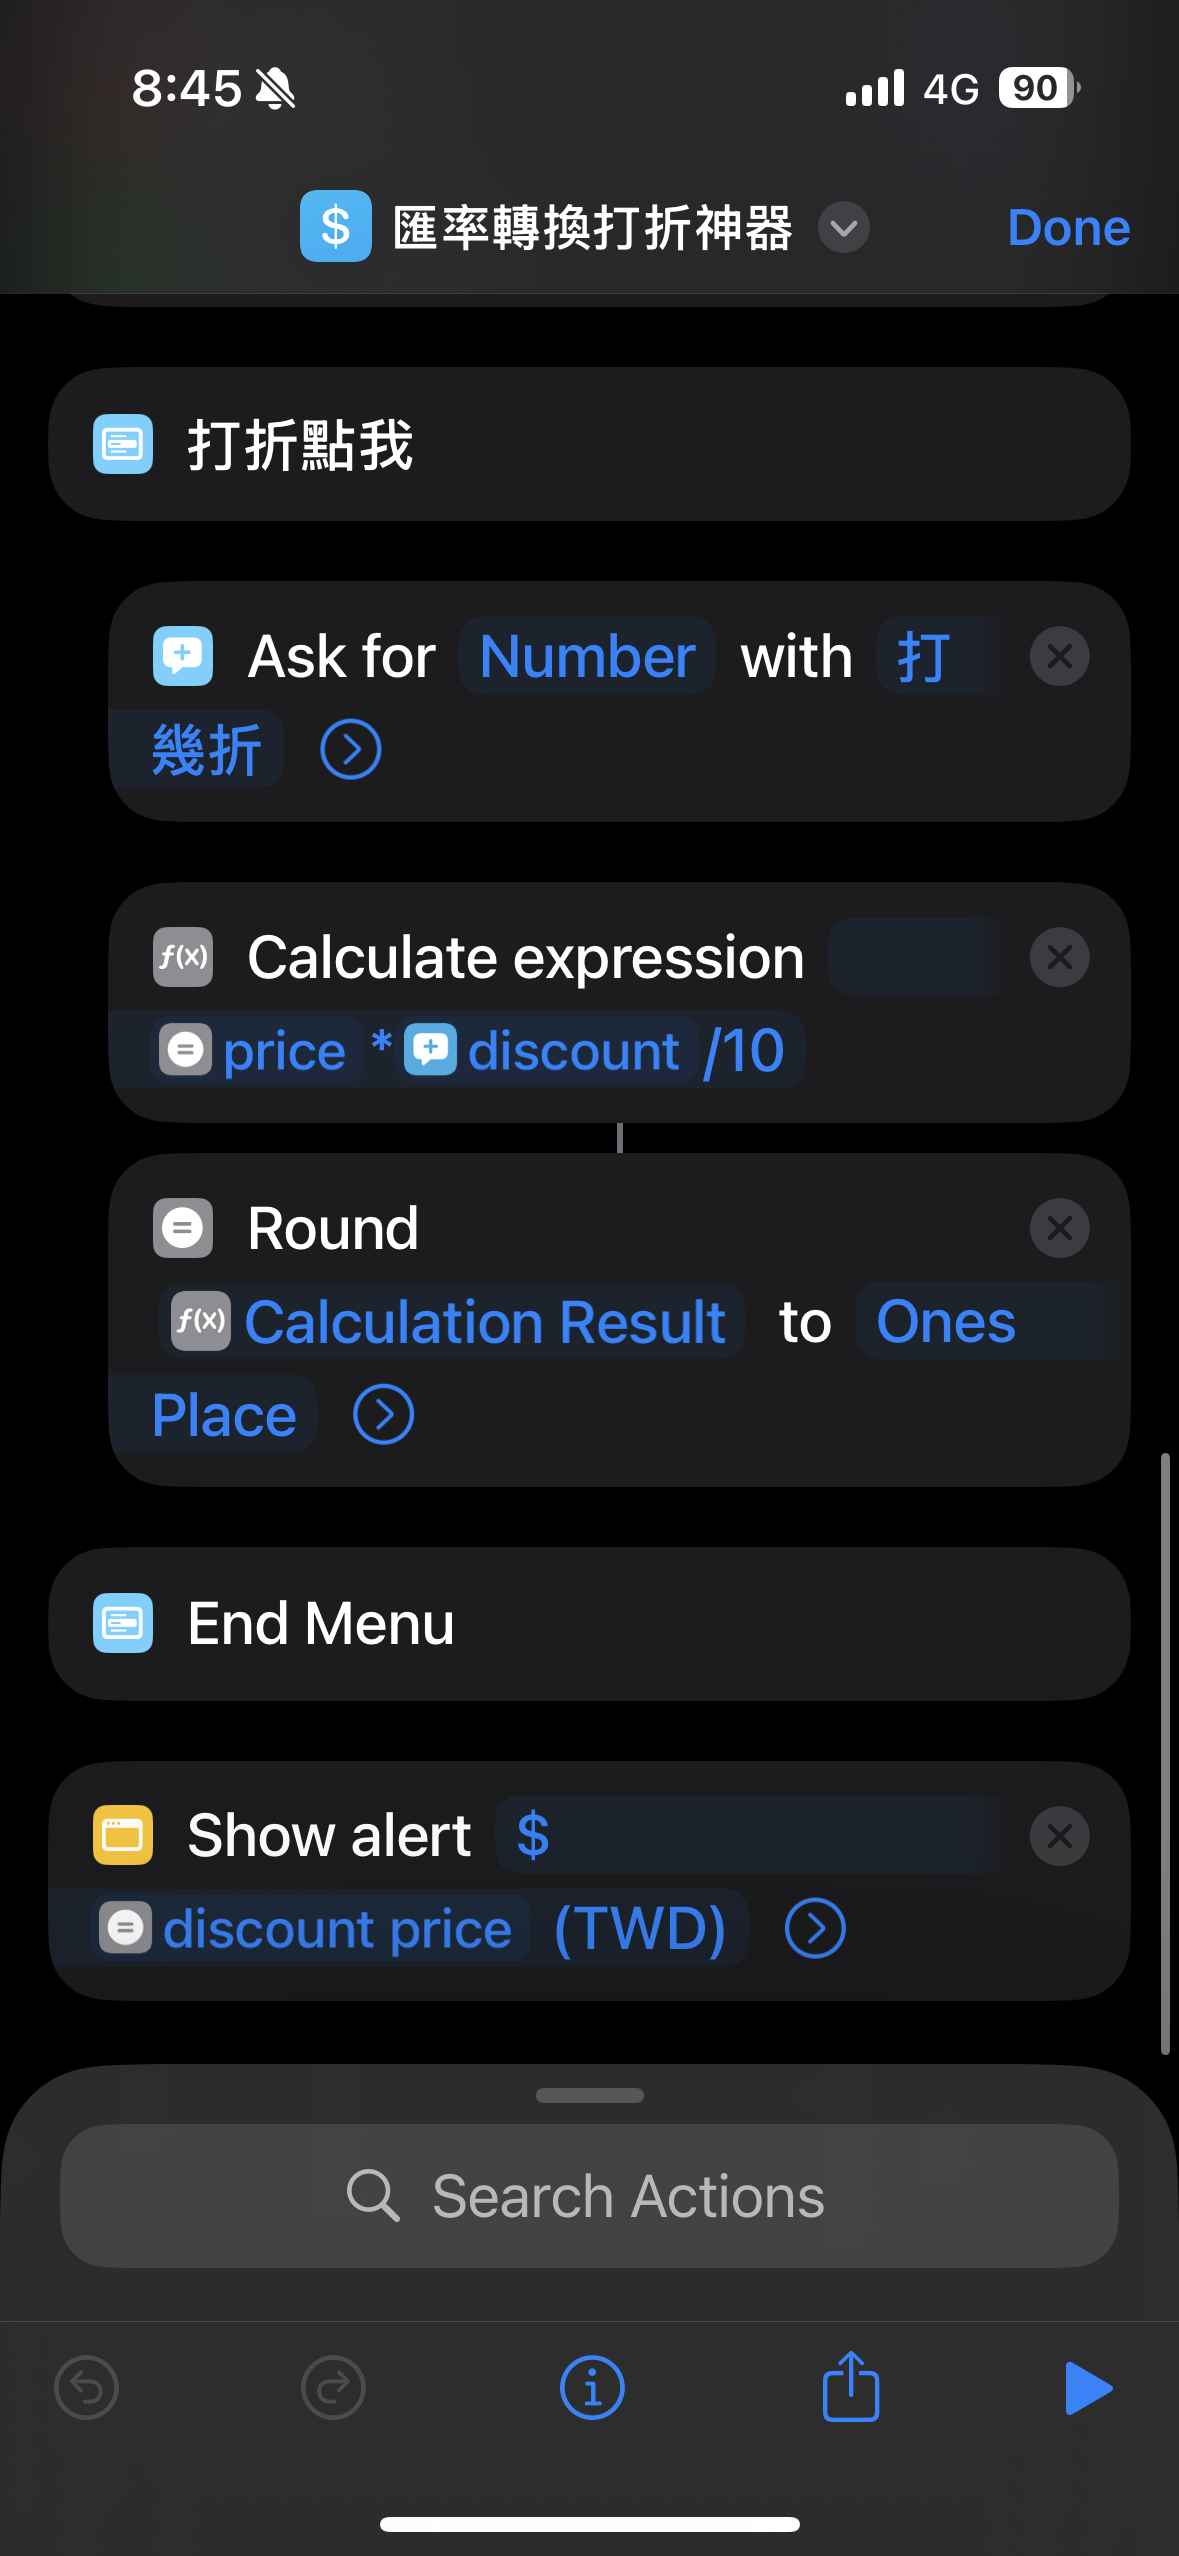 8:45 4G 90
$ 匯率轉換打折神器 Done
打折點我
Ask for Number with 打
幾折
f(x) Calculate expression
price * discount /10
Round
f(x) Calculation Result to Ones
Place
End Menu
Show alert $
discount price (TWD)
Search Actions